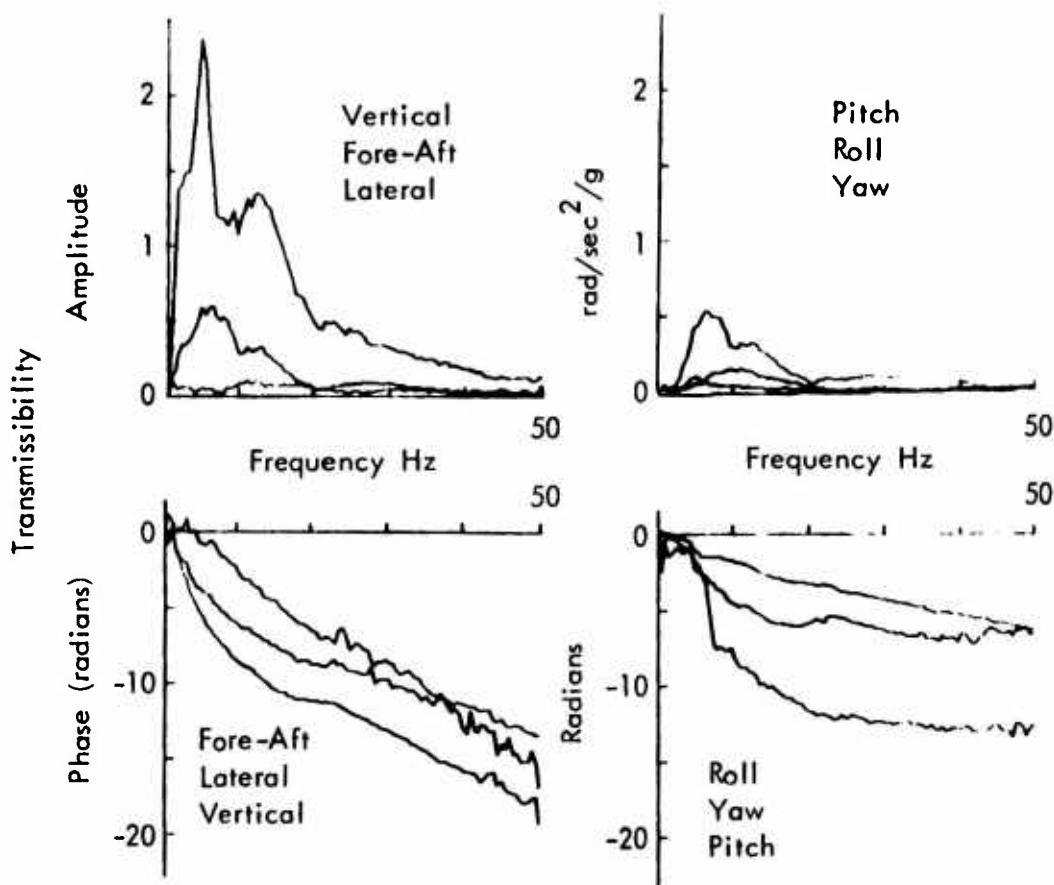 Transmissibility
Amplitude
2
1
0
Vertical
Fore-Aft
Lateral
50
Frequency Hz
rad/sec²/g
2
1
0
Pitch
Roll
Yaw
50
Frequency Hz
Phase (radians)
0
-10
-20
50
Fore-Aft
Lateral
Vertical
Radians
0
-10
-20
50
Roll
Yaw
Pitch